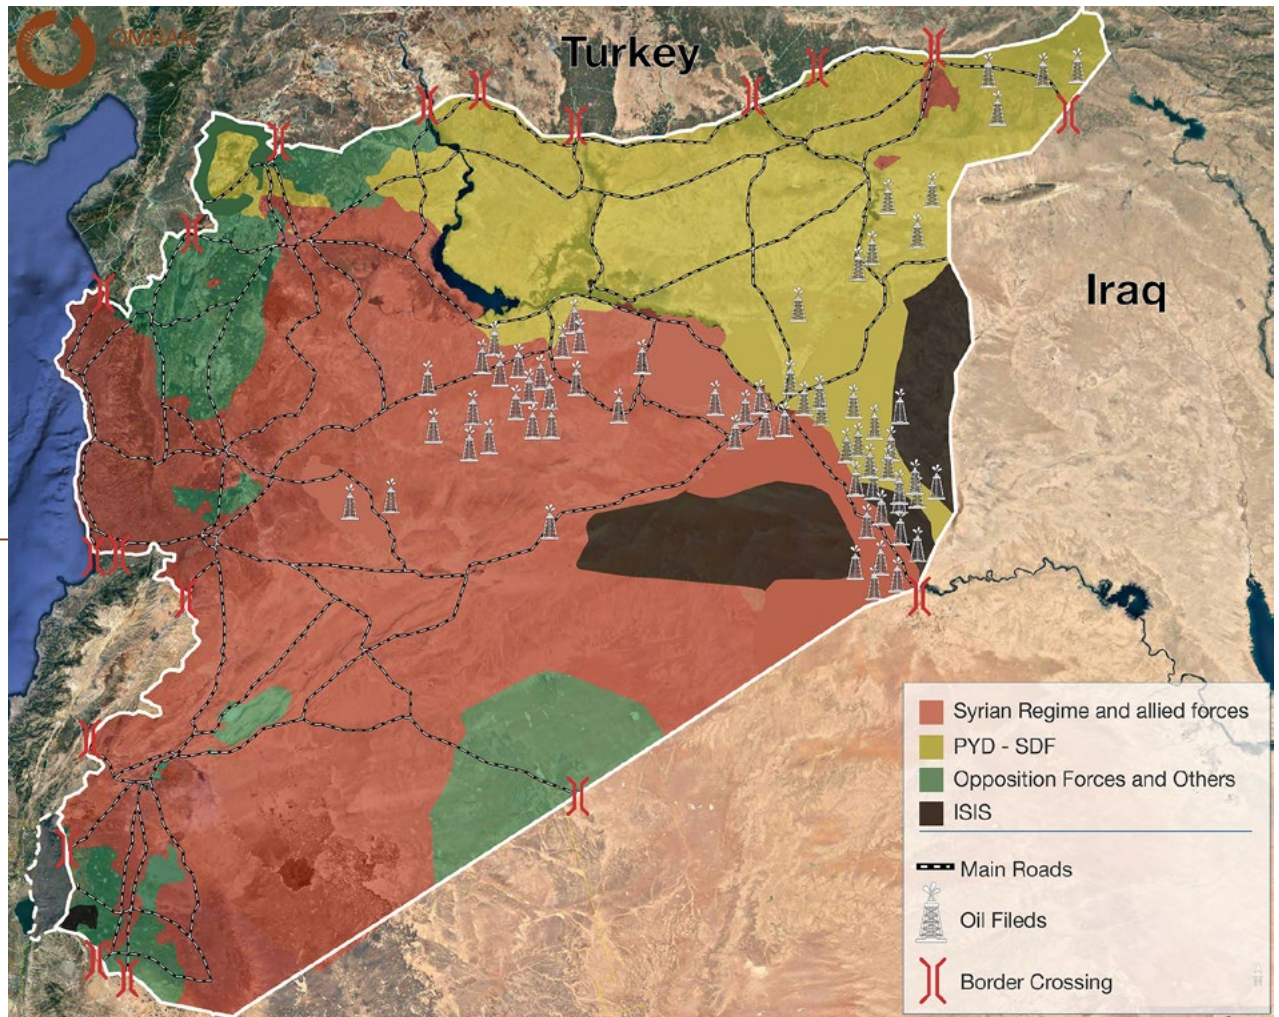 OMRAN
Turkey
Iraq
Syrian Regime and allied forces
PYD - SDF
Opposition Forces and Others
ISIS
Main Roads
Oil Fileds
Border Crossing